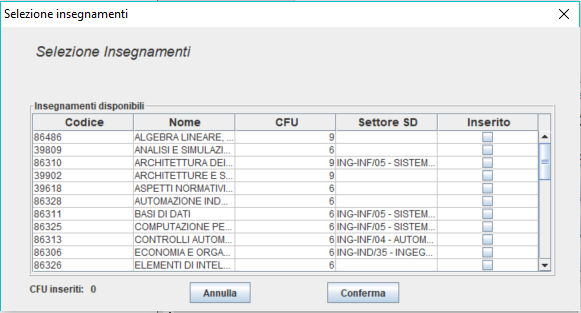 Selezione insegnamenti
Selezione Insegnamenti
Insegnamenti disponibili
Codice Nome CFU Settore SD Inserito
86486 ALGEBRA LINEARE, ... 9
39809 ANALISI E SIMULAZI... 6
86310 ARCHITETTURA DEI... 9 ING-INF/05 - SISTEM...
39902 ARCHITETTURE E S... 9
39618 ASPETTI NORMATIVI... 6
86328 AUTOMAZIONE IND... 6
86311 BASI DI DATI 6 ING-INF/05 - SISTEM...
86325 COMPUTAZIONE PE... 6 ING-INF/05 - SISTEM...
86313 CONTROLLI AUTOM... 6 ING-INF/04 - AUTOM...
86306 ECONOMIA E ORGA... 6 ING-IND/35 - INGEG...
86326 ELEMENTI DI INTEL... 6
CFU inseriti: 0 Annulla Conferma